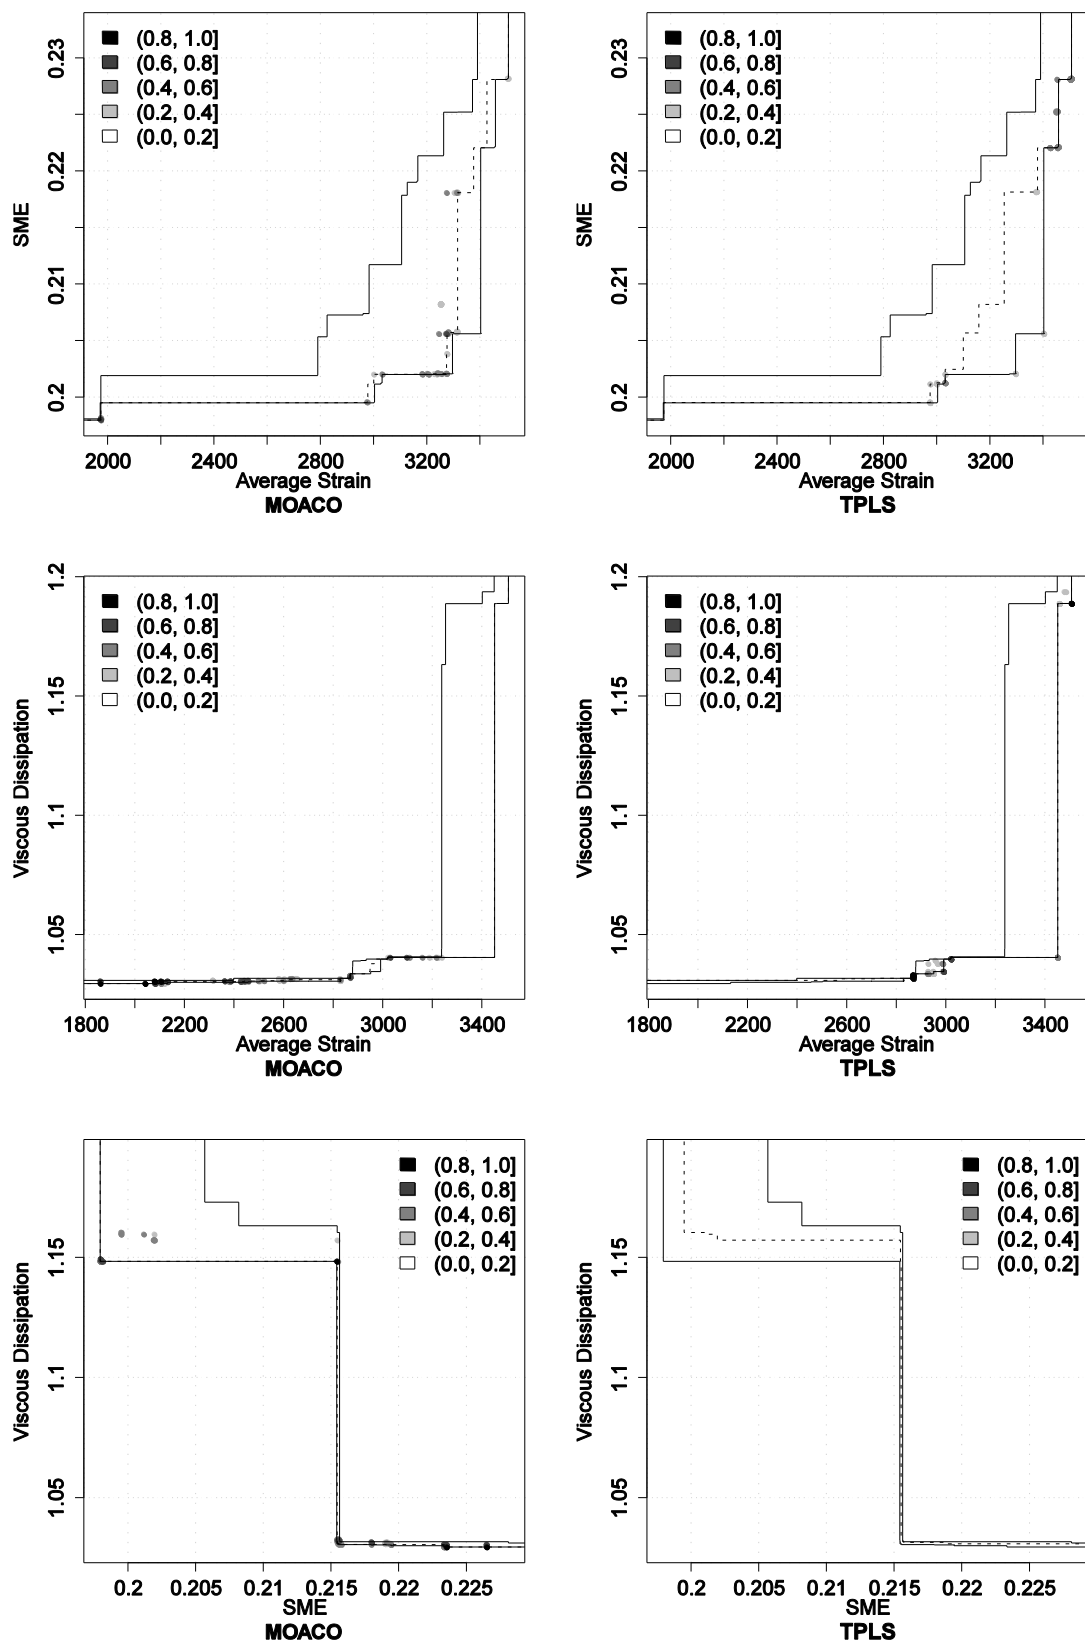 (0.8, 1.0]
(0.6, 0.8]
(0.4, 0.6]
(0.2, 0.4]
(0.0, 0.2]
SME
0.23
0.22
0.21
0.2
2000 2400 2800 3200
Average Strain
MOACO
(0.8, 1.0]
(0.6, 0.8]
(0.4, 0.6]
(0.2, 0.4]
(0.0, 0.2]
SME
0.23
0.22
0.21
0.2
2000 2400 2800 3200
Average Strain
TPLS
(0.8, 1.0]
(0.6, 0.8]
(0.4, 0.6]
(0.2, 0.4]
(0.0, 0.2]
Viscous Dissipation
1.2
1.15
1.1
1.05
1800 2200 2600 3000 3400
Average Strain
MOACO
(0.8, 1.0]
(0.6, 0.8]
(0.4, 0.6]
(0.2, 0.4]
(0.0, 0.2]
Viscous Dissipation
1.2
1.15
1.1
1.05
1800 2200 2600 3000 3400
Average Strain
TPLS
(0.8, 1.0]
(0.6, 0.8]
(0.4, 0.6]
(0.2, 0.4]
(0.0, 0.2]
Viscous Dissipation
1.15
1.1
1.05
0.2 0.205 0.21 0.215 0.22 0.225
SME
MOACO
(0.8, 1.0]
(0.6, 0.8]
(0.4, 0.6]
(0.2, 0.4]
(0.0, 0.2]
Viscous Dissipation
1.15
1.1
1.05
0.2 0.205 0.21 0.215 0.22 0.225
SME
TPLS